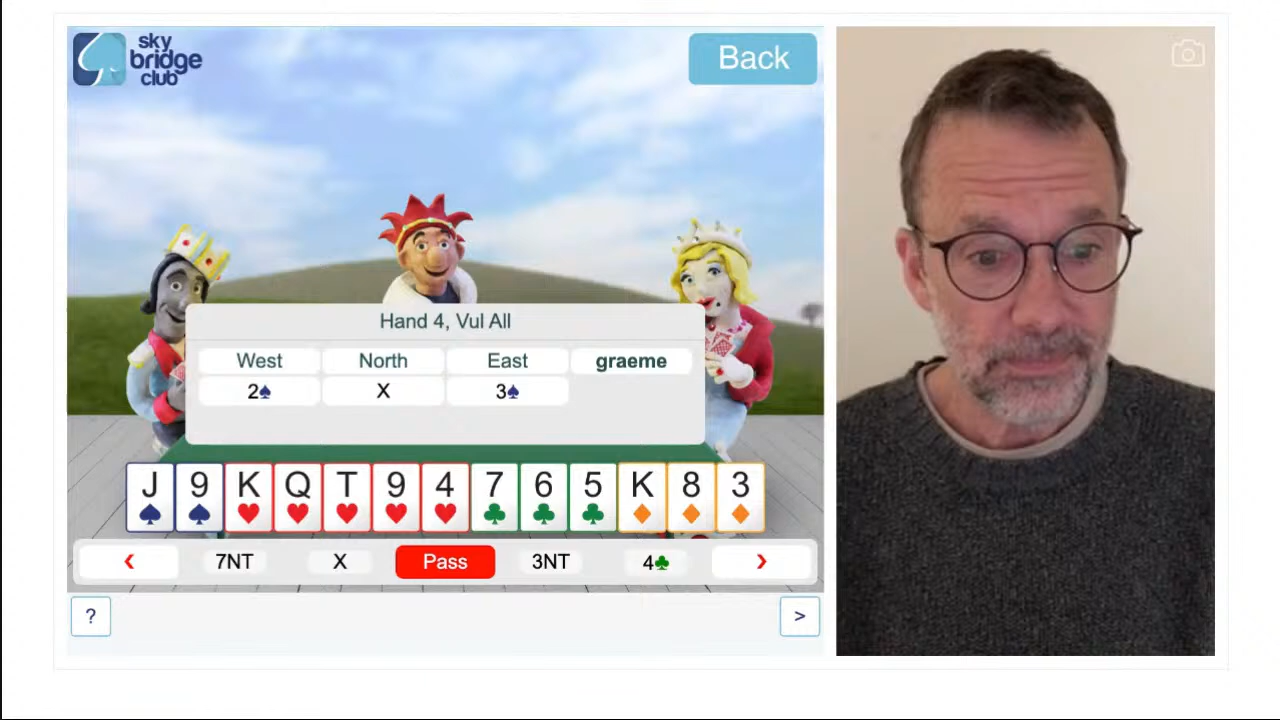 sky
bridge
club
Back
Hand 4, Vul All
West North East graeme
2♠ X 3♠
J 9 K Q T 9 4 7 6 5 K 8 3
♠ ♠ ♥ ♥ ♥ ♥ ♥ ♣ ♣ ♣ ♦ ♦ ♦
‹ 7NT X Pass 3NT 4♣ ›
? >